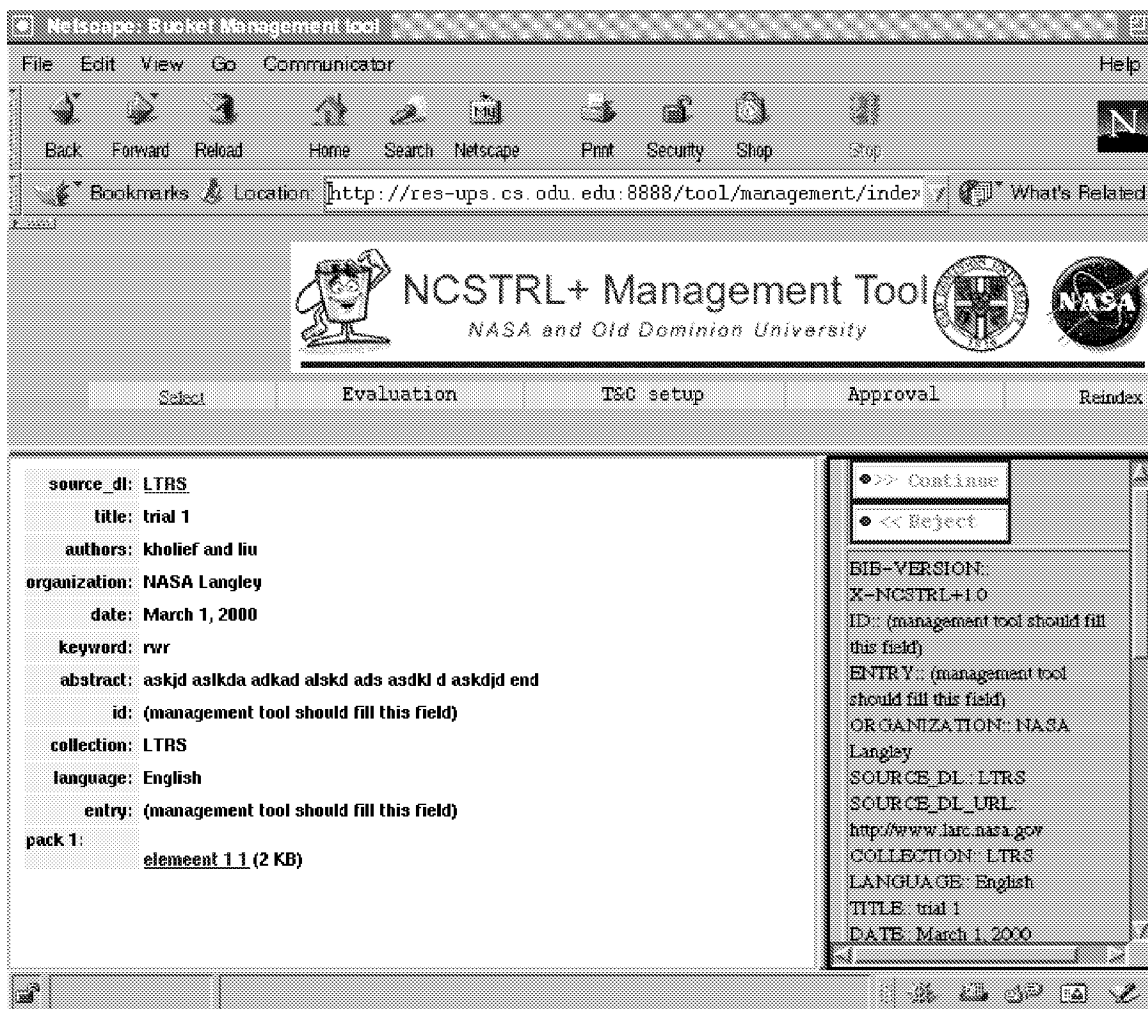 Netscape: Bucket Management tool
File Edit View Go Communicator Help
My N
Back Forward Reload Home Search Netscape Print Security Shop Stop
Bookmarks Location: http://res-ups.cs.odu.edu:8888/tool/management/index What's Related
NCSTRL+ Management Tool
NASA and Old Dominion University
NASA
Select Evaluation T&C setup Approval Reindex
source_dl: LTRS
title: trial 1
authors: kholief and liu
organization: NASA Langley
date: March 1, 2000
keyword: rwr
abstract: askjd aslkda adkad alskd ads asdkl d askdjd end
id: (management tool should fill this field)
collection: LTRS
language: English
entry: (management tool should fill this field)
pack 1:
elemeent 1 1 (2 KB)
>> Continue
<< Reject
BIB-VERSION::
X-NCSTRL+1.0
ID:: (management tool should fill
this field)
ENTRY:: (management tool
should fill this field)
ORGANIZATION:: NASA
Langley
SOURCE_DL:: LTRS
SOURCE_DL_URL::
http://www.larc.nasa.gov
COLLECTION:: LTRS
LANGUAGE:: English
TITLE:: trial 1
DATE:: March 1, 2000